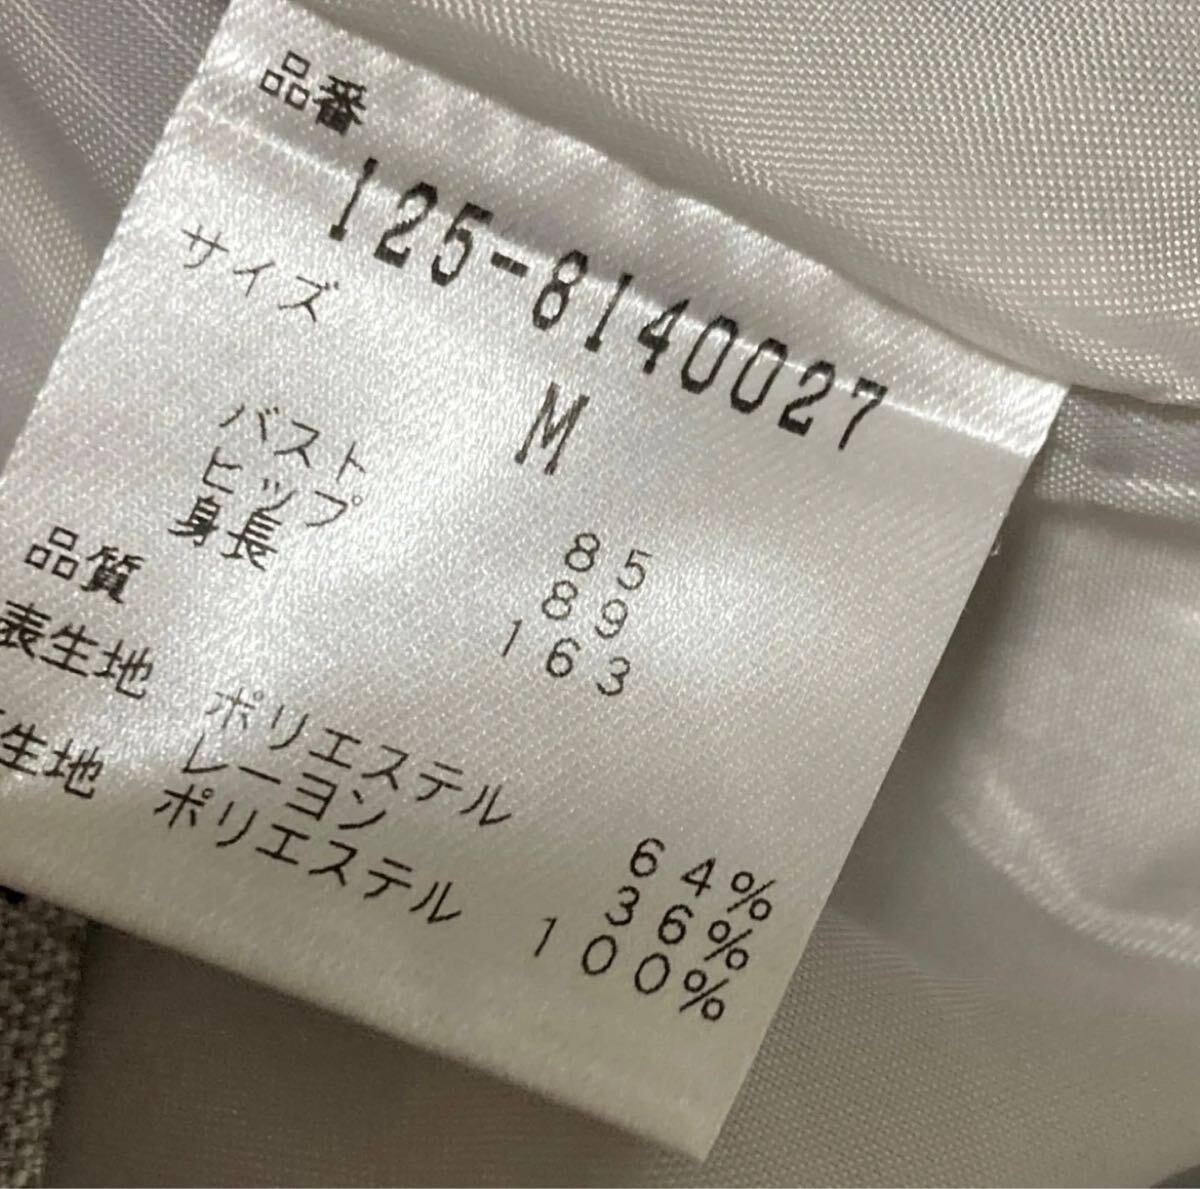 品番
125-8140027
サイズ
M
バスト 85
ヒップ 89
身長 163
品質
表生地 ポリエステル 64%
レーヨン 36%
生地 ポリエステル 100%